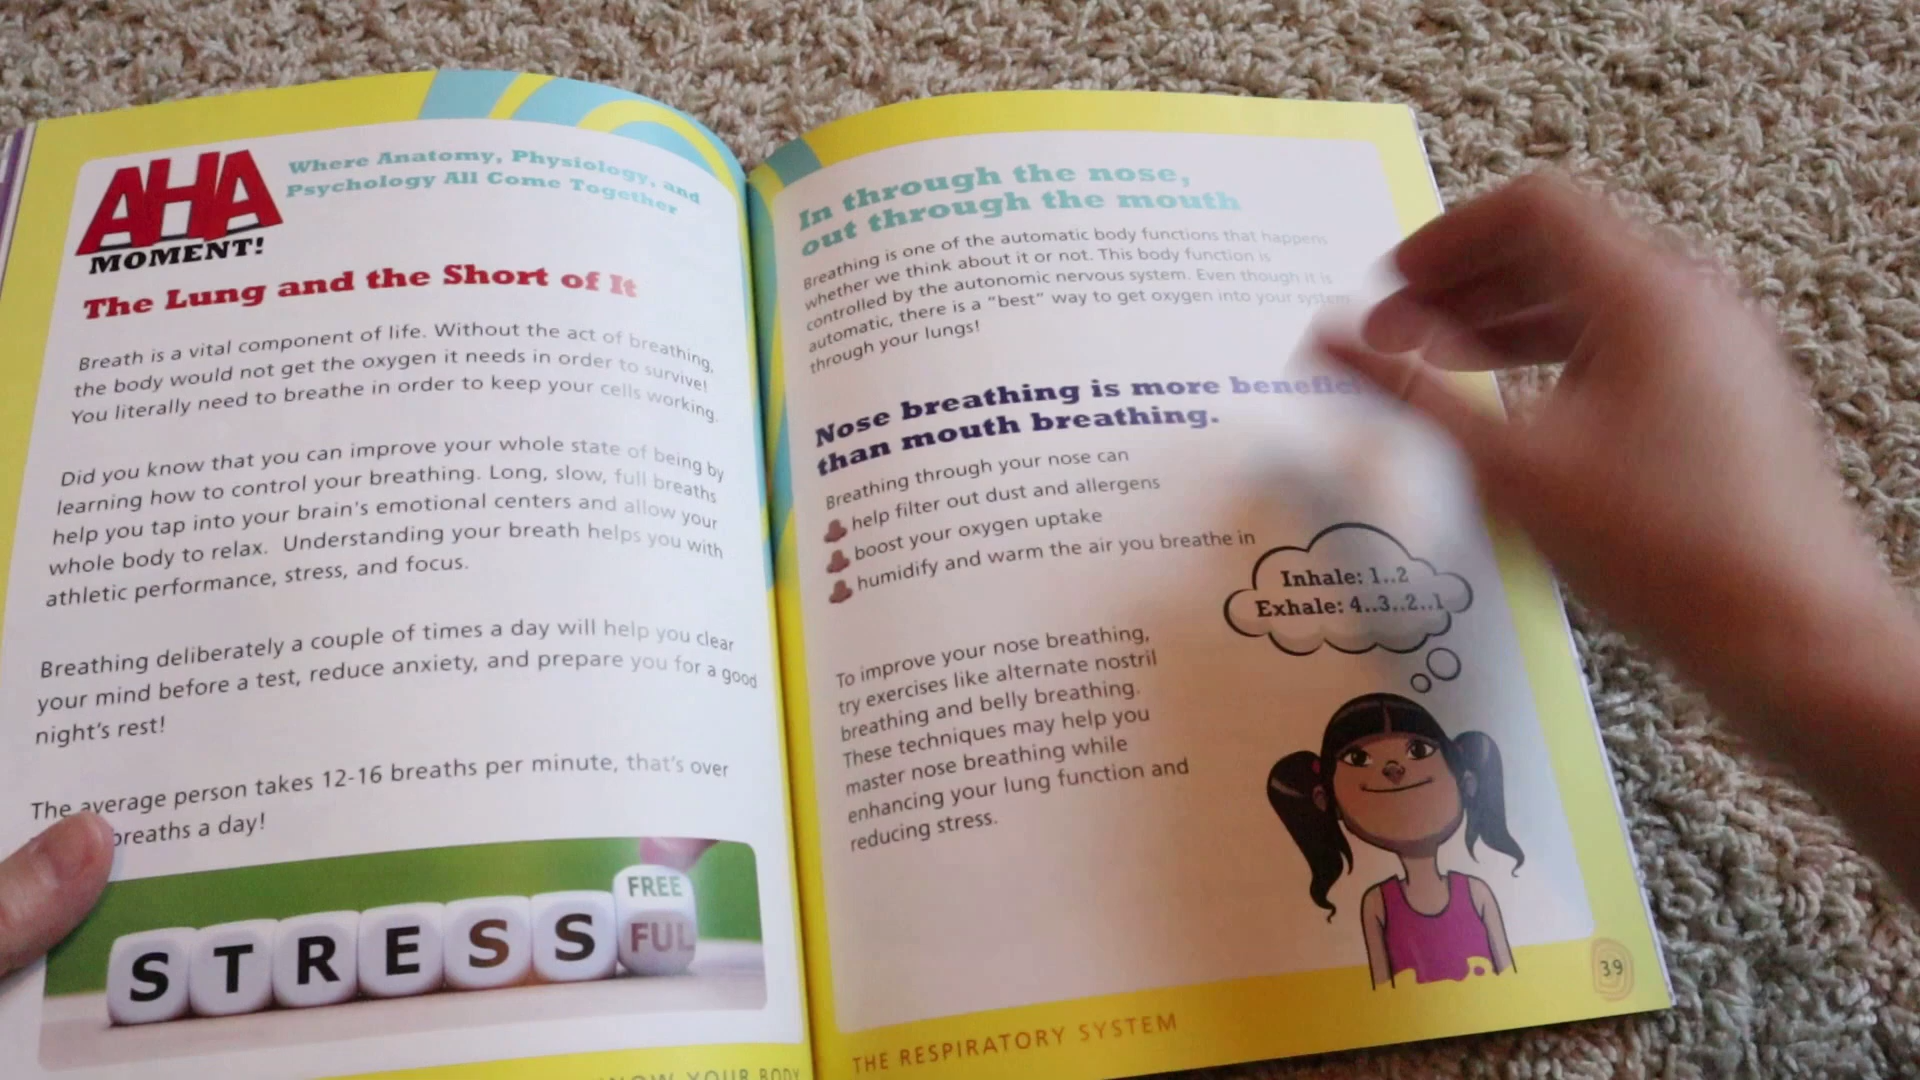 AHA
MOMENT!
Where Anatomy, Physiology, and
Psychology All Come Together
The Lung and the Short of It
Breath is a vital component of life. Without the act of breathing,
the body would not get the oxygen it needs in order to survive!
You literally need to breathe in order to keep your cells working.
Did you know that you can improve your whole state of being by
learning how to control your breathing. Long, slow, full breaths
help you tap into your brain's emotional centers and allow your
whole body to relax. Understanding your breath helps you with
athletic performance, stress, and focus.
Breathing deliberately a couple of times a day will help you clear
your mind before a test, reduce anxiety, and prepare you for a good
night's rest!
The average person takes 12-16 breaths per minute, that's over
breaths a day!
FREE
STRESS FUL
YOUR BODY
In through the nose,
out through the mouth
Breathing is one of the automatic body functions that happens
whether we think about it or not. This body function is
controlled by the autonomic nervous system. Even though it is
automatic, there is a "best" way to get oxygen into your system
through your lungs!
Nose breathing is more
than mouth breathing.
Breathing through your nose can
help filter out dust and allergens
boost your oxygen uptake
humidify and warm the air you breathe in
Inhale: 1..2
Exhale: 4..3..2..1
To improve your nose breathing,
try exercises like alternate nostril
breathing and belly breathing.
These techniques may help you
master nose breathing while
enhancing your lung function and
reducing stress.
39
THE RESPIRATORY SYSTEM